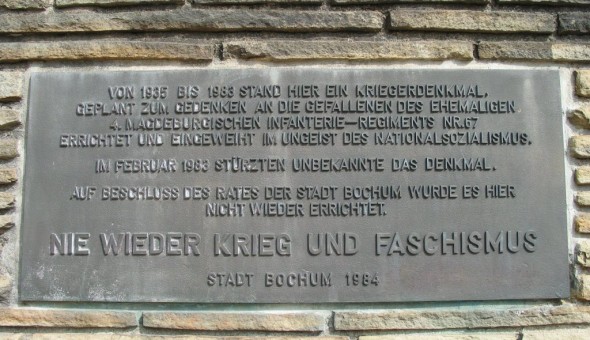 VON 1935 BIS 1983 STAND HIER EIN KRIEGERDENKMAL,
GEPLANT ZUM GEDENKEN AN DIE GEFALLENEN DES EHEMALIGEN
4. MAGDEBURGISCHEN INFANTERIE-REGIMENTS NR.67
ERRICHTET UND EINGEWEIHT IM UNGEIST DES NATIONALSOZIALISMUS.
IM FEBRUAR 1983 STÜRZTEN UNBEKANNTE DAS DENKMAL.
AUF BESCHLUSS DES RATES DER STADT BOCHUM WURDE ES HIER
NICHT WIEDER ERRICHTET.
NIE WIEDER KRIEG UND FASCHISMUS
STADT BOCHUM 1984